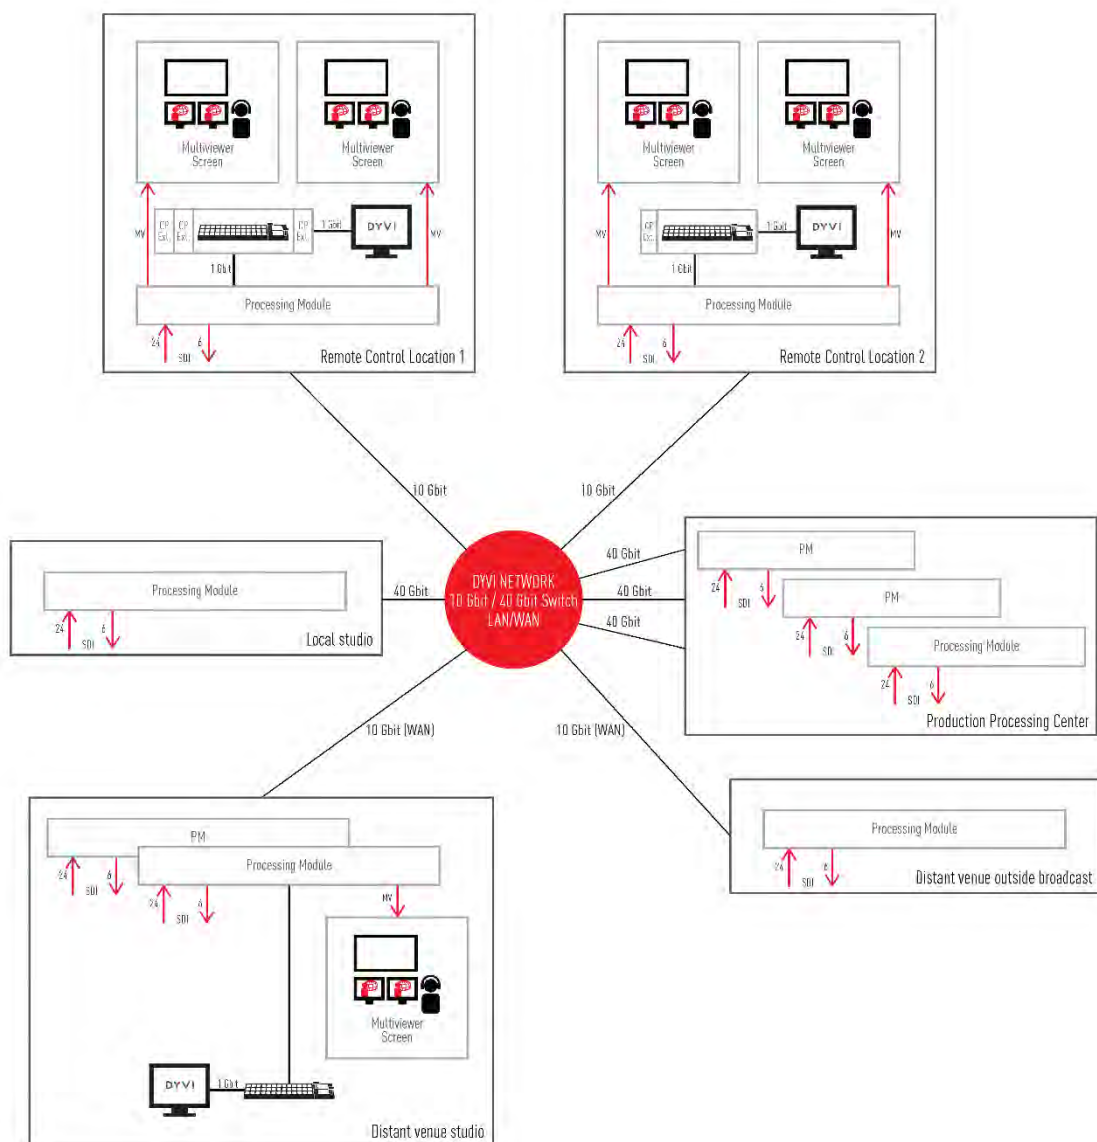 Multiviewer
Screen
Multiviewer
Screen
MV
CP
Ext.
CP
Ext.
CP
Ext.
1 Gbit
DYVI
MV
1 Gbit
Processing Module
24
SDI
6
Remote Control Location 1
Multiviewer
Screen
Multiviewer
Screen
MV
CP
Ext.
1 Gbit
DYVI
MV
1 Gbit
Processing Module
24
SDI
6
Remote Control Location 2
10 Gbit
10 Gbit
Processing Module
24
SDI
6
Local studio
40 Gbit
DYVI NETWORK
10 Gbit / 40 Gbit Switch
LAN/WAN
40 Gbit
40 Gbit
40 Gbit
PM
24
SDI
6
PM
24
SDI
6
Processing Module
24
SDI
6
Production Processing Center
10 Gbit (WAN)
10 Gbit (WAN)
PM
24
SDI
6
Processing Module
24
SDI
6
MV
Multiviewer
Screen
DYVI
1 Gbit
Distant venue studio
Processing Module
24
SDI
6
Distant venue outside broadcast